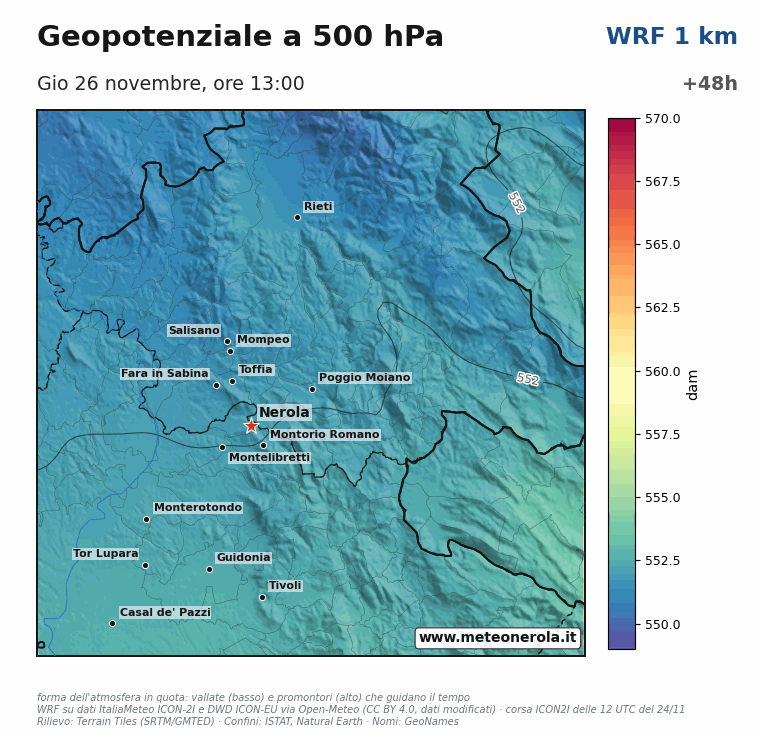 Geopotenziale a 500 hPa
WRF 1 km
Gio 26 novembre, ore 13:00
+48h
570.0
567.5
565.0
562.5
560.0
557.5
555.0
552.5
550.0
dam
552
552
Rieti
Salisano
Mompeo
Fara in Sabina
Toffia
Poggio Moiano
Nerola
Montorio Romano
Montelibretti
Monterotondo
Tor Lupara
Guidonia
Tivoli
Casal de' Pazzi
www.meteonerola.it
forma dell'atmosfera in quota: vallate (basso) e promontori (alto) che guidano il tempo
WRF su dati ItaliaMeteo ICON-2I e DWD ICON-EU via Open-Meteo (CC BY 4.0, dati modificati) · corsa ICON2I delle 12 UTC del 24/11
Rilievo: Terrain Tiles (SRTM/GMTED) · Confini: ISTAT, Natural Earth · Nomi: GeoNames